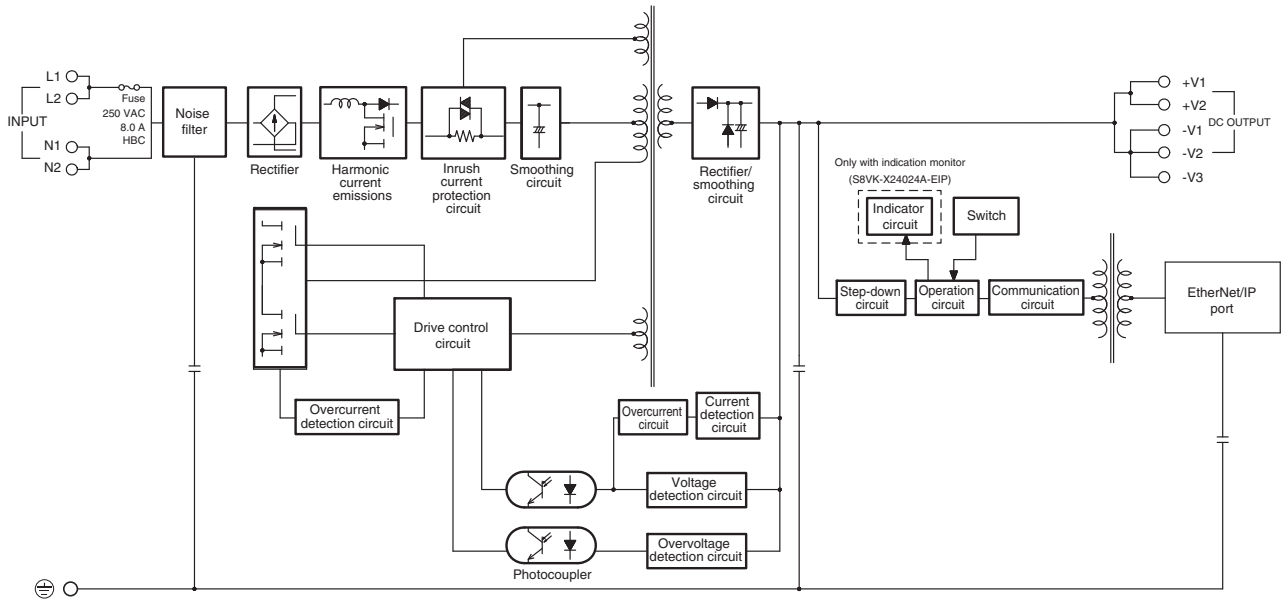 L1
L2
INPUT
N1
N2
Fuse
250 VAC
8.0 A
HBC
Noise
filter
Rectifier
Harmonic
current
emissions
Inrush
current
protection
circuit
Smoothing
circuit
Rectifier/
smoothing
circuit
+V1
+V2
-V1
DC OUTPUT
-V2
-V3
Only with indication monitor
(S8VK-X24024A-EIP)
Indicator
circuit
Switch
Step-down
circuit
Operation
circuit
Communication
circuit
EtherNet/IP
port
Drive control
circuit
Overcurrent
detection circuit
Overcurrent
circuit
Current
detection
circuit
Voltage
detection circuit
Overvoltage
detection circuit
Photocoupler